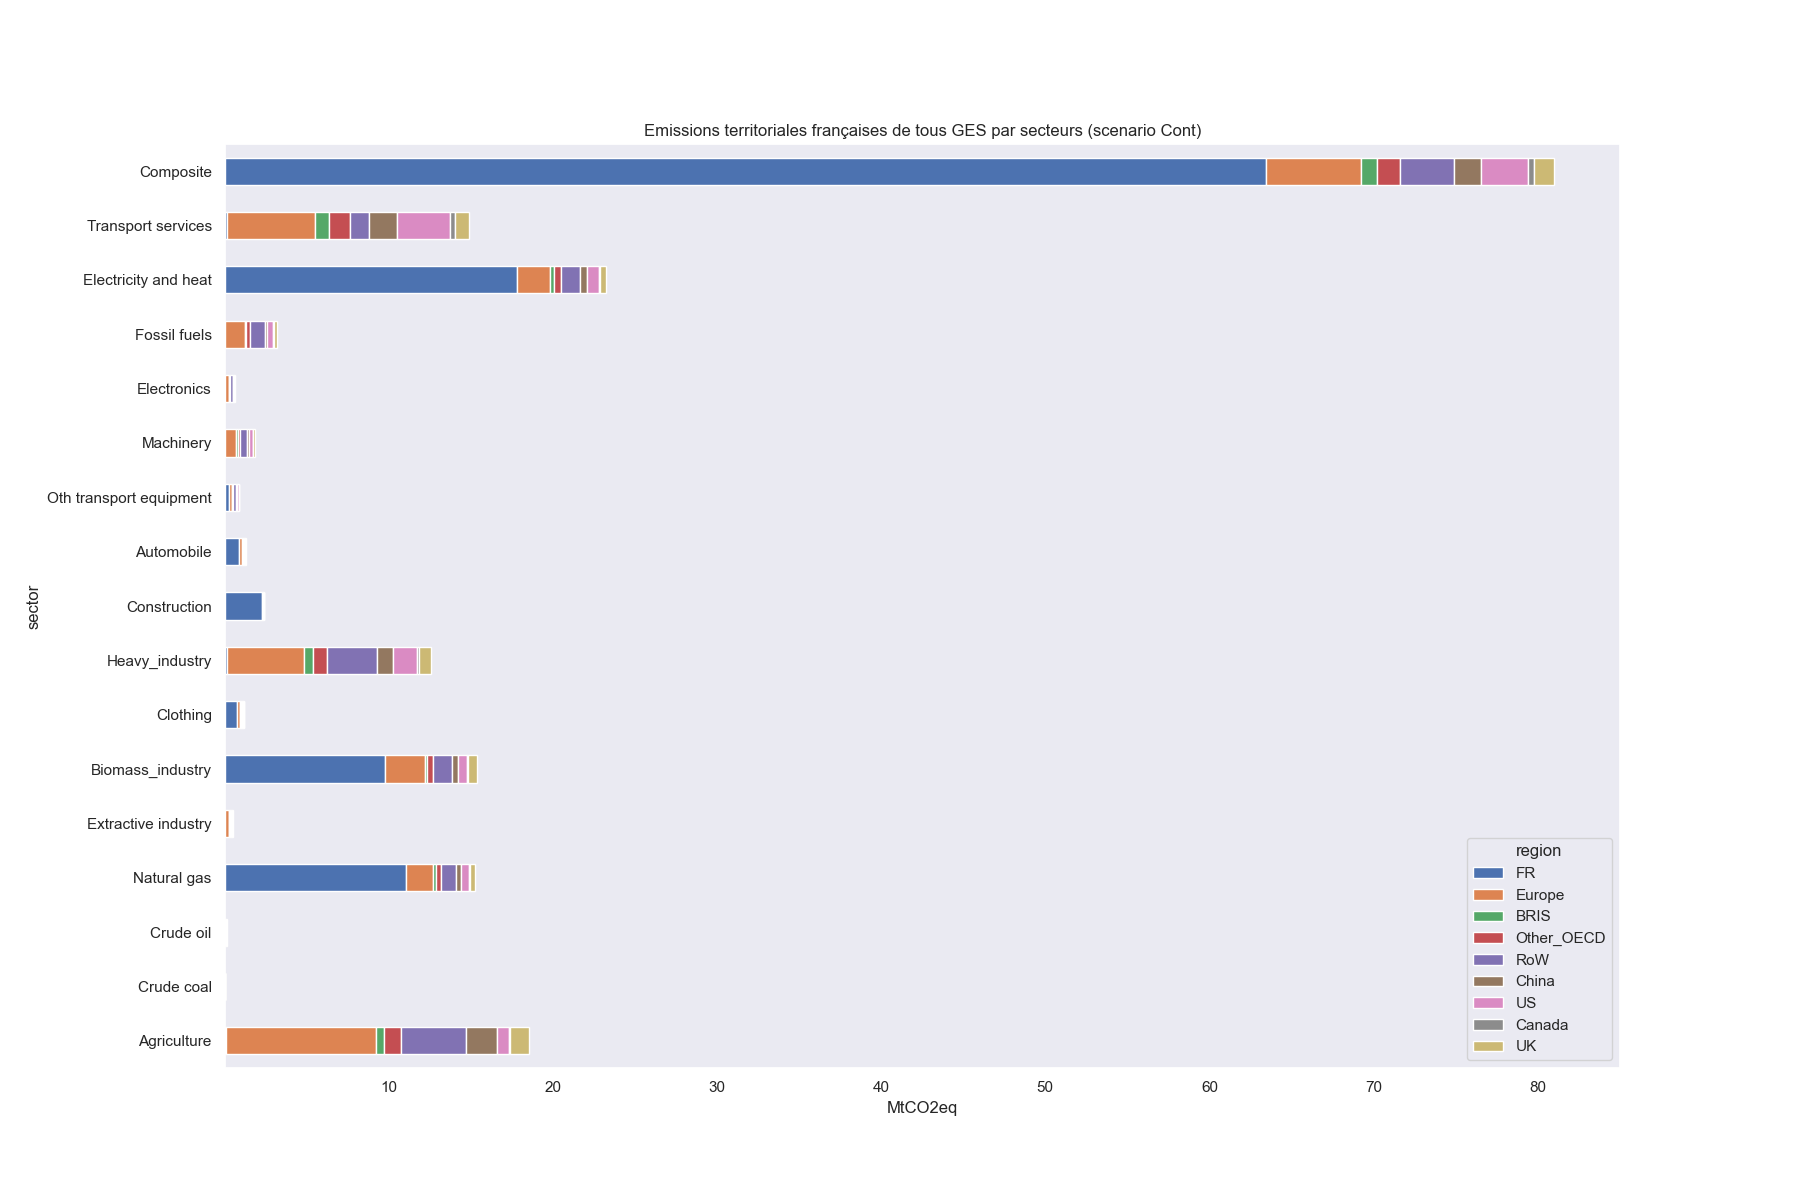 Emissions territoriales françaises de tous GES par secteurs (scenario Cont)
Composite
Transport services
Electricity and heat
Fossil fuels
Electronics
Machinery
Oth transport equipment
Automobile
Construction
Heavy_industry
Clothing
Biomass_industry
Extractive industry
Natural gas
Crude oil
Crude coal
Agriculture
sector
10 20 30 40 50 60 70 80
MtCO2eq
region
FR
Europe
BRIS
Other_OECD
RoW
China
US
Canada
UK